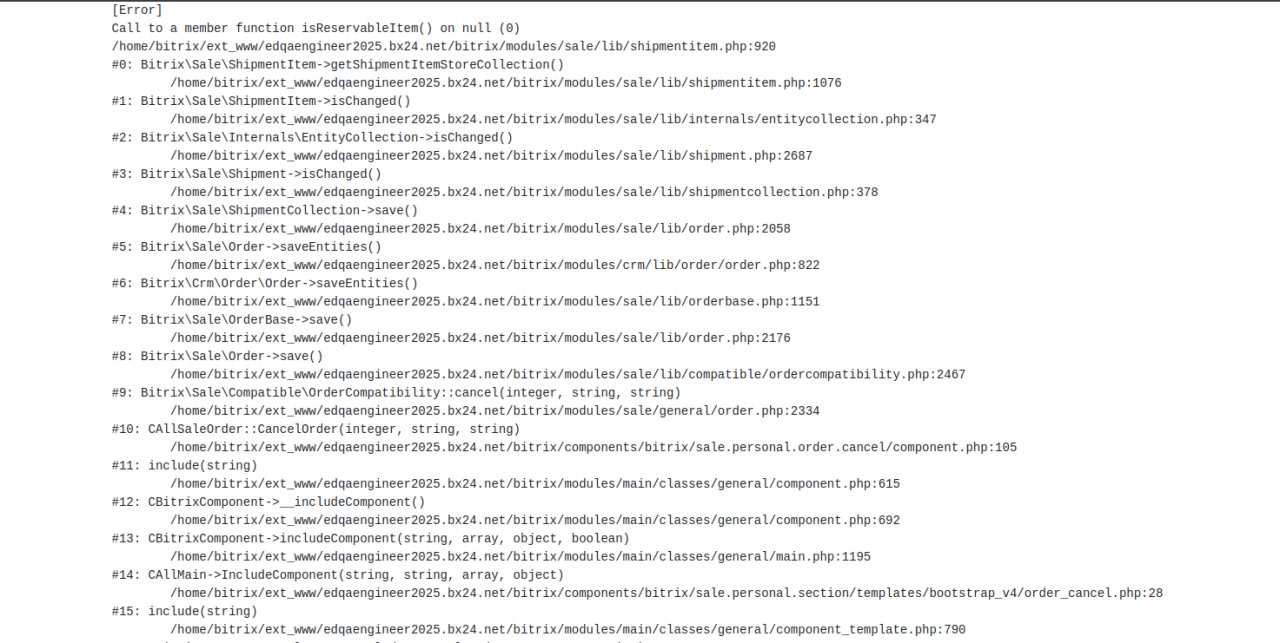 [Error]
Call to a member function isReservableItem() on null (0)
/home/bitrix/ext_www/edqaengineer2025.bx24.net/bitrix/modules/sale/lib/shipmentitem.php:920
#0: Bitrix\Sale\ShipmentItem->getShipmentItemStoreCollection()
/home/bitrix/ext_www/edqaengineer2025.bx24.net/bitrix/modules/sale/lib/shipmentitem.php:1076
#1: Bitrix\Sale\ShipmentItem->isChanged()
/home/bitrix/ext_www/edqaengineer2025.bx24.net/bitrix/modules/sale/lib/internals/entitycollection.php:347
#2: Bitrix\Sale\Internals\EntityCollection->isChanged()
/home/bitrix/ext_www/edqaengineer2025.bx24.net/bitrix/modules/sale/lib/shipment.php:2687
#3: Bitrix\Sale\Shipment->isChanged()
/home/bitrix/ext_www/edqaengineer2025.bx24.net/bitrix/modules/sale/lib/shipmentcollection.php:378
#4: Bitrix\Sale\ShipmentCollection->save()
/home/bitrix/ext_www/edqaengineer2025.bx24.net/bitrix/modules/sale/lib/order.php:2058
#5: Bitrix\Sale\Order->saveEntities()
/home/bitrix/ext_www/edqaengineer2025.bx24.net/bitrix/modules/crm/lib/order/order.php:822
#6: Bitrix\Crm\Order\Order->saveEntities()
/home/bitrix/ext_www/edqaengineer2025.bx24.net/bitrix/modules/sale/lib/orderbase.php:1151
#7: Bitrix\Sale\OrderBase->save()
/home/bitrix/ext_www/edqaengineer2025.bx24.net/bitrix/modules/sale/lib/order.php:2176
#8: Bitrix\Sale\Order->save()
/home/bitrix/ext_www/edqaengineer2025.bx24.net/bitrix/modules/sale/lib/compatible/ordercompatibility.php:2467
#9: Bitrix\Sale\Compatible\OrderCompatibility::cancel(integer, string, string)
/home/bitrix/ext_www/edqaengineer2025.bx24.net/bitrix/modules/sale/general/order.php:2334
#10: CAllSaleOrder::CancelOrder(integer, string, string)
/home/bitrix/ext_www/edqaengineer2025.bx24.net/bitrix/components/bitrix/sale.personal.order.cancel/component.php:105
#11: include(string)
/home/bitrix/ext_www/edqaengineer2025.bx24.net/bitrix/modules/main/classes/general/component.php:615
#12: CBitrixComponent->__includeComponent()
/home/bitrix/ext_www/edqaengineer2025.bx24.net/bitrix/modules/main/classes/general/component.php:692
#13: CBitrixComponent->includeComponent(string, array, object, boolean)
/home/bitrix/ext_www/edqaengineer2025.bx24.net/bitrix/modules/main/classes/general/main.php:1195
#14: CAllMain->IncludeComponent(string, string, array, object)
/home/bitrix/ext_www/edqaengineer2025.bx24.net/bitrix/components/bitrix/sale.personal.section/templates/bootstrap_v4/order_cancel.php:28
#15: include(string)
/home/bitrix/ext_www/edqaengineer2025.bx24.net/bitrix/modules/main/classes/general/component_template.php:790